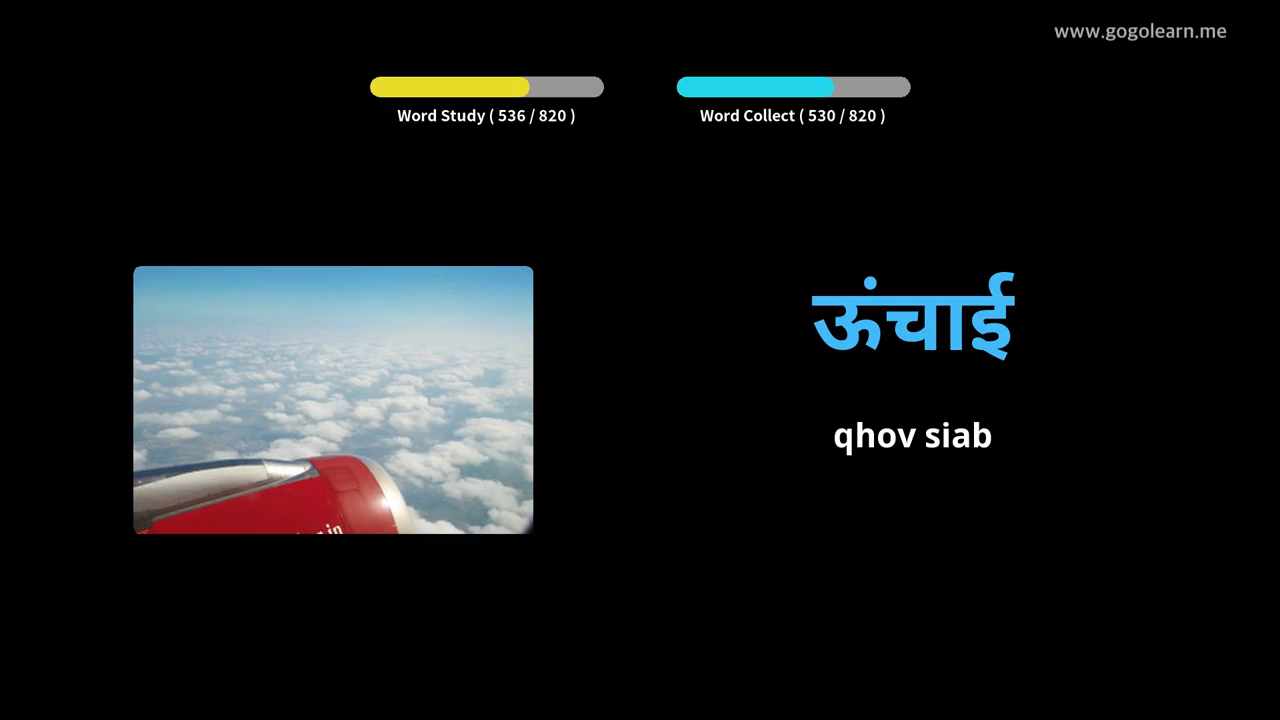 www.gogolearn.me
Word Study ( 536 / 820 )
Word Collect ( 530 / 820 )
ऊंचाई
qhov siab